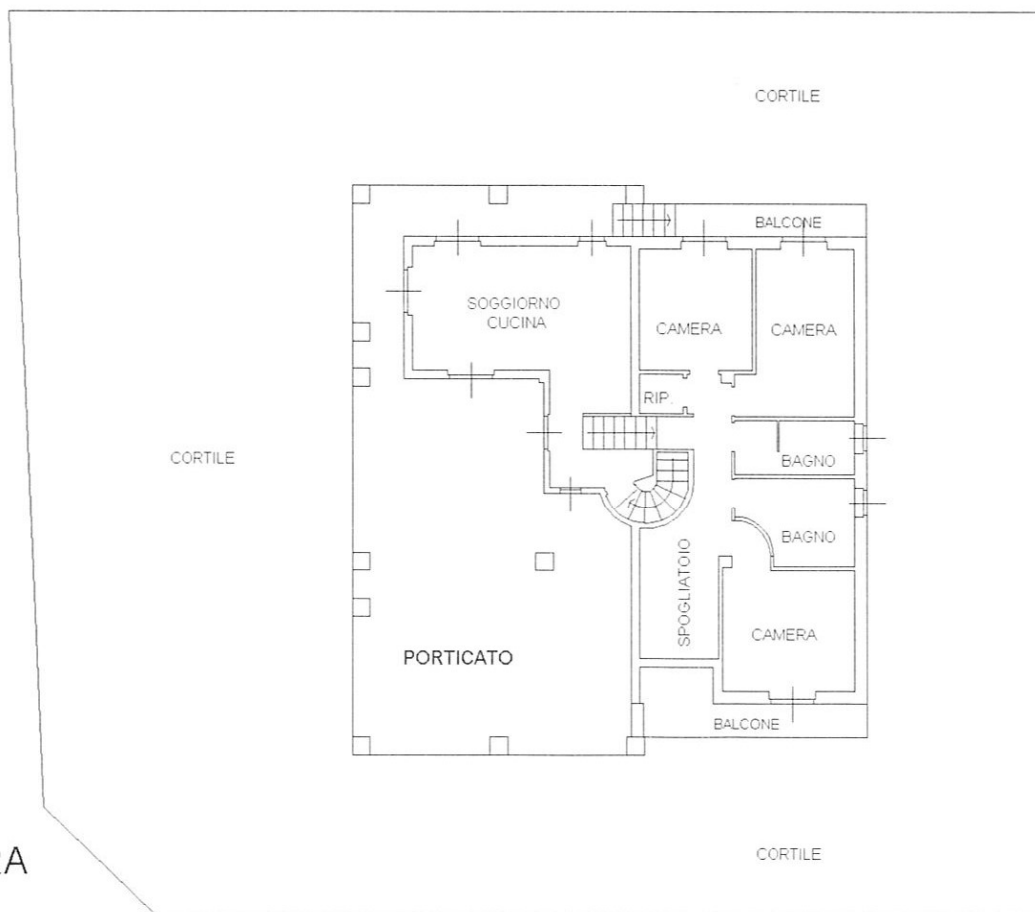 CORTILE
BALCONE
SOGGIORNO
CUCINA
CAMERA
CAMERA
RIP.
CORTILE
BAGNO
BAGNO
SPOGLIATOIO
CAMERA
PORTICATO
BALCONE
CORTILE